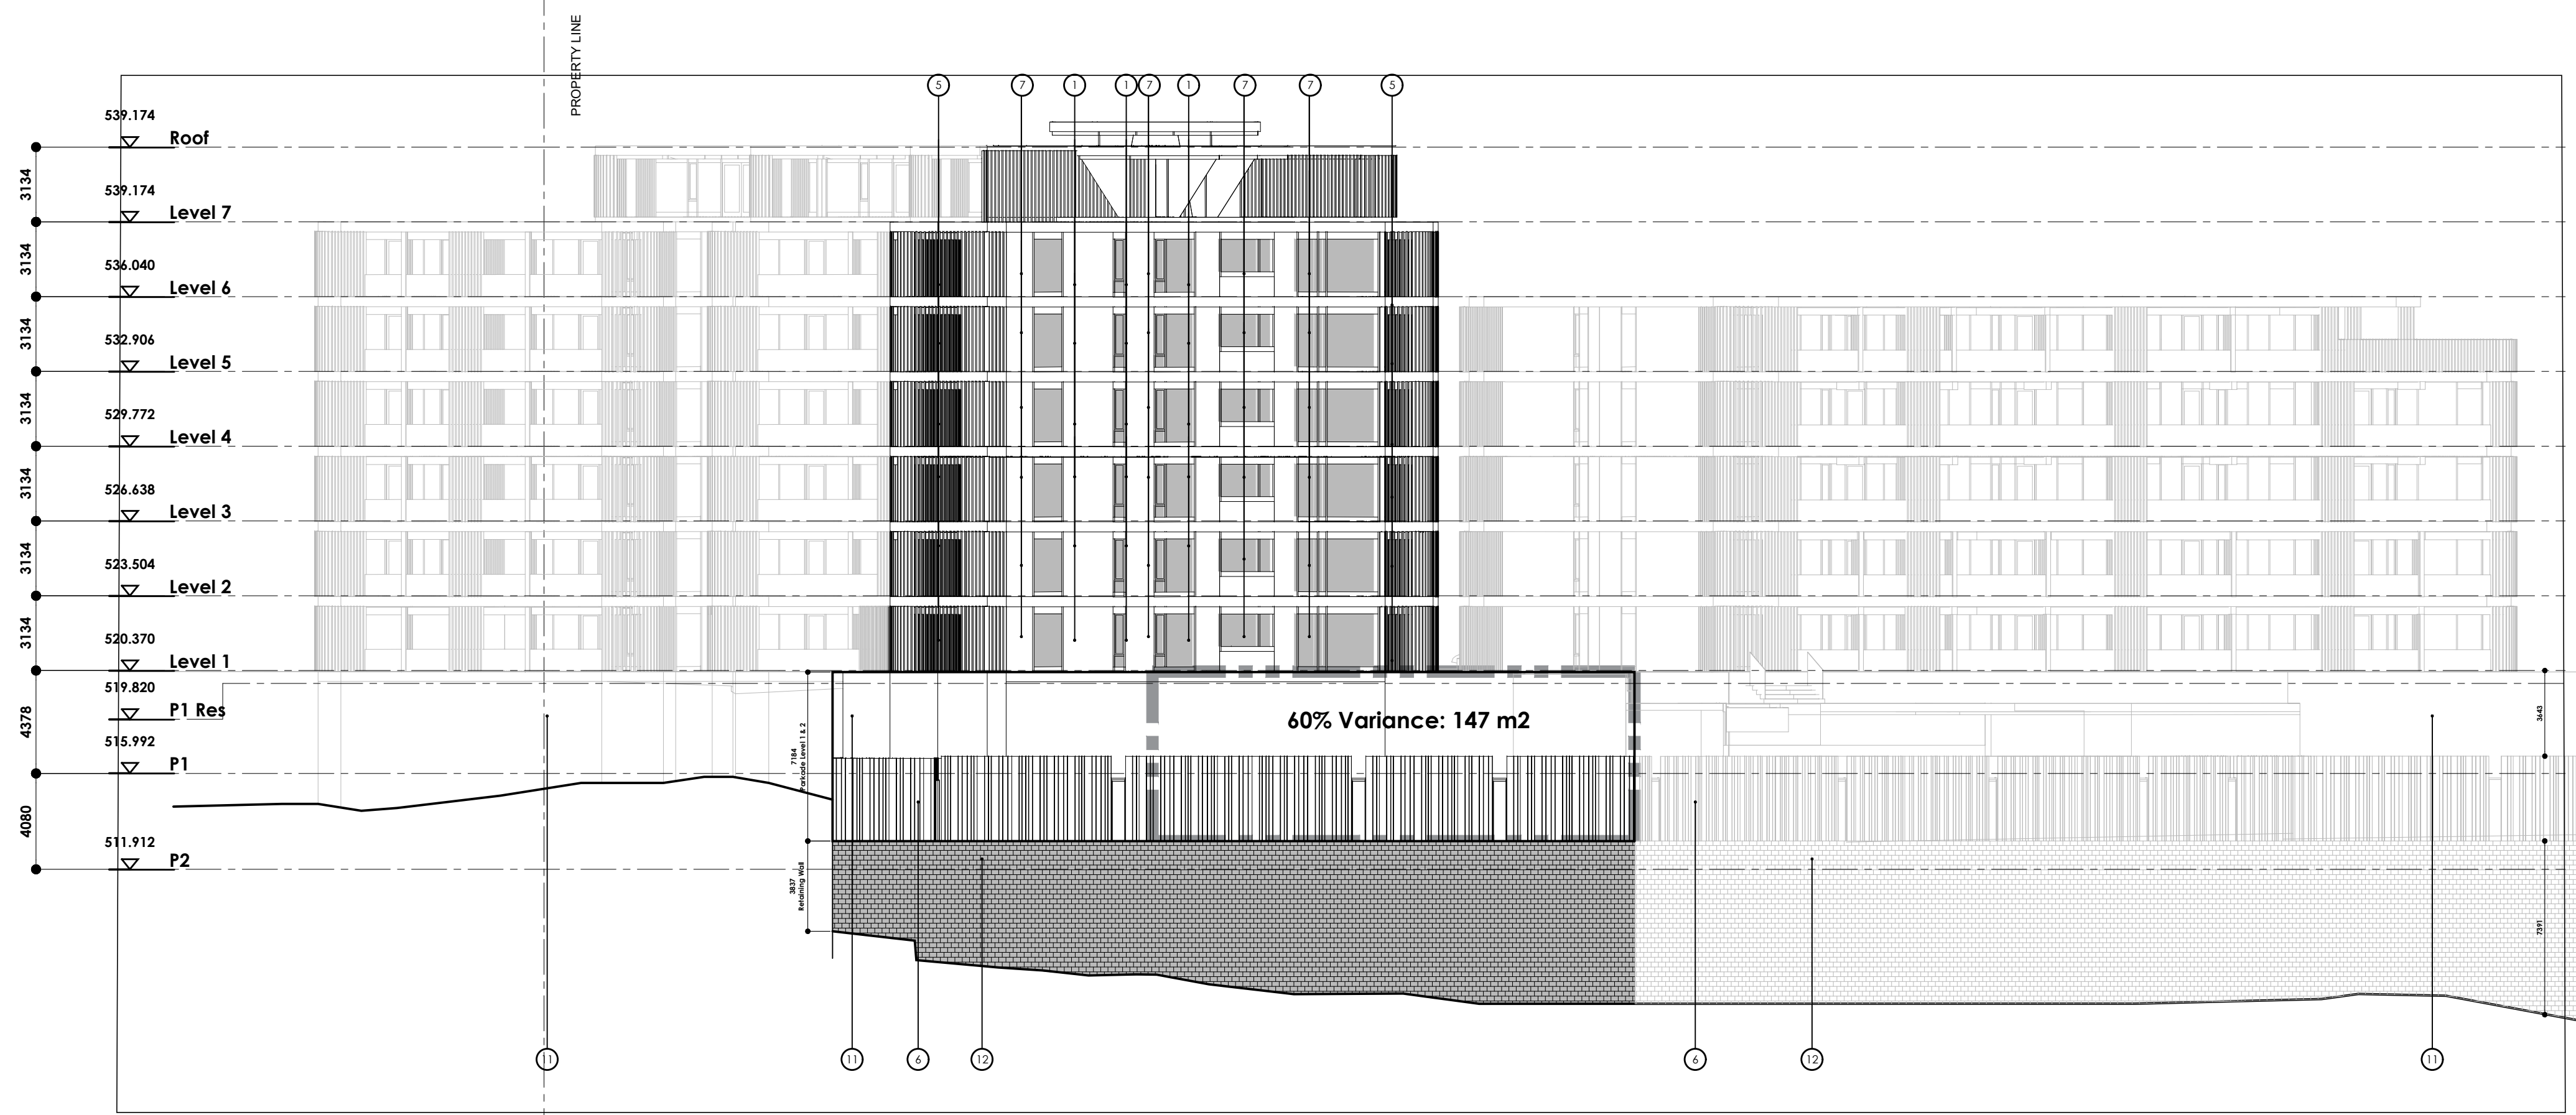 PROPERTY LINE
5
7
1
1
7
1
7
7
5
539.174
Roof
3134
539.174
Level 7
3134
536.040
Level 6
3134
532.906
Level 5
3134
529.772
Level 4
3134
526.638
Level 3
3134
523.504
Level 2
3134
520.370
Level 1
519.820
P1 Res
4378
515.992
P1
4080
511.912
P2
7184
Parkade Level 1 & 2
3837
Retaining Wall
60% Variance: 147 m2
3643
7391
11
11
6
12
6
12
11